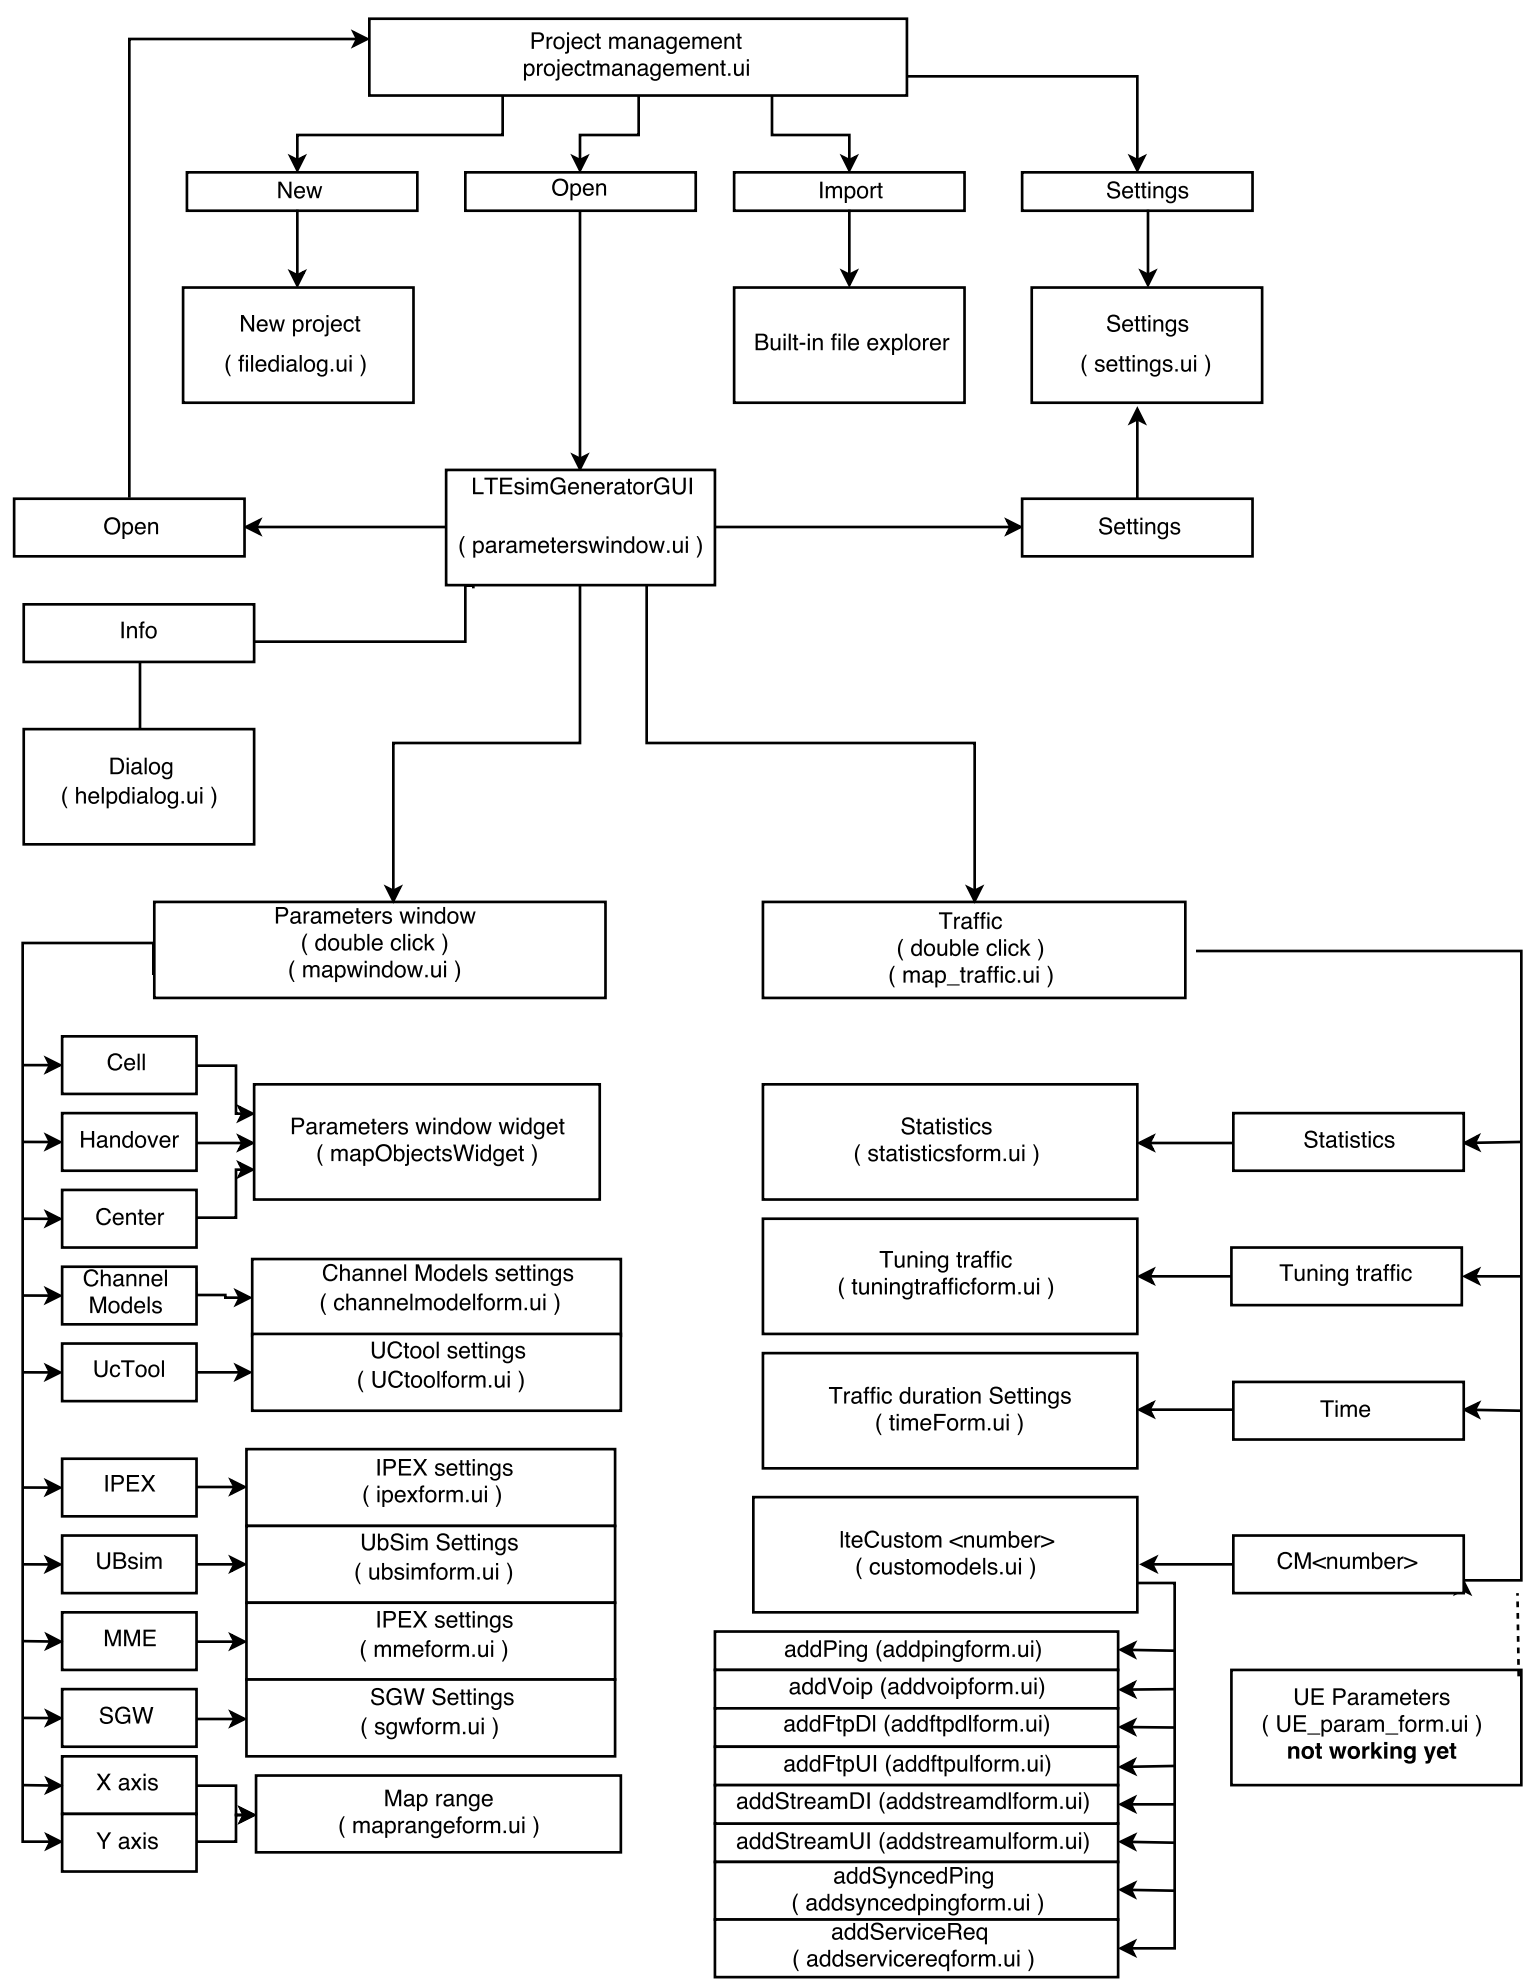 Project management
projectmanagement.ui
New
Open
Import
Settings
New project
( filedialog.ui )
Built-in file explorer
Settings
( settings.ui )
LTEsimGeneratorGUI
( parameterswindow.ui )
Open
Settings
Info
Dialog
( helpdialog.ui )
Parameters window
( double click )
( mapwindow.ui )
Traffic
( double click )
( map_traffic.ui )
Cell
Handover
Center
Parameters window widget
( mapObjectsWidget )
Channel
Models
Channel Models settings
( channelmodelform.ui )
UcTool
UCtool settings
( UCtoolform.ui )
IPEX
IPEX settings
( ipexform.ui )
UBsim
UbSim Settings
( ubsimform.ui )
MME
IPEX settings
( mmeform.ui )
SGW
SGW Settings
( sgwform.ui )
X axis
Y axis
Map range
( maprangeform.ui )
Statistics
( statisticsform.ui )
Statistics
Tuning traffic
( tuningtrafficform.ui )
Tuning traffic
Traffic duration Settings
( timeForm.ui )
Time
lteCustom <number>
( customodels.ui )
CM<number>
addPing (addpingform.ui)
addVoip (addvoipform.ui)
addFtpDl (addftpdlform.ui)
addFtpUl (addftpulform.ui)
addStreamDl (addstreamdlform.ui)
addStreamUl (addstreamulform.ui)
addSyncedPing
( addsyncedpingform.ui )
addServiceReq
( addservicereqform.ui )
UE Parameters
( UE_param_form.ui )
not working yet